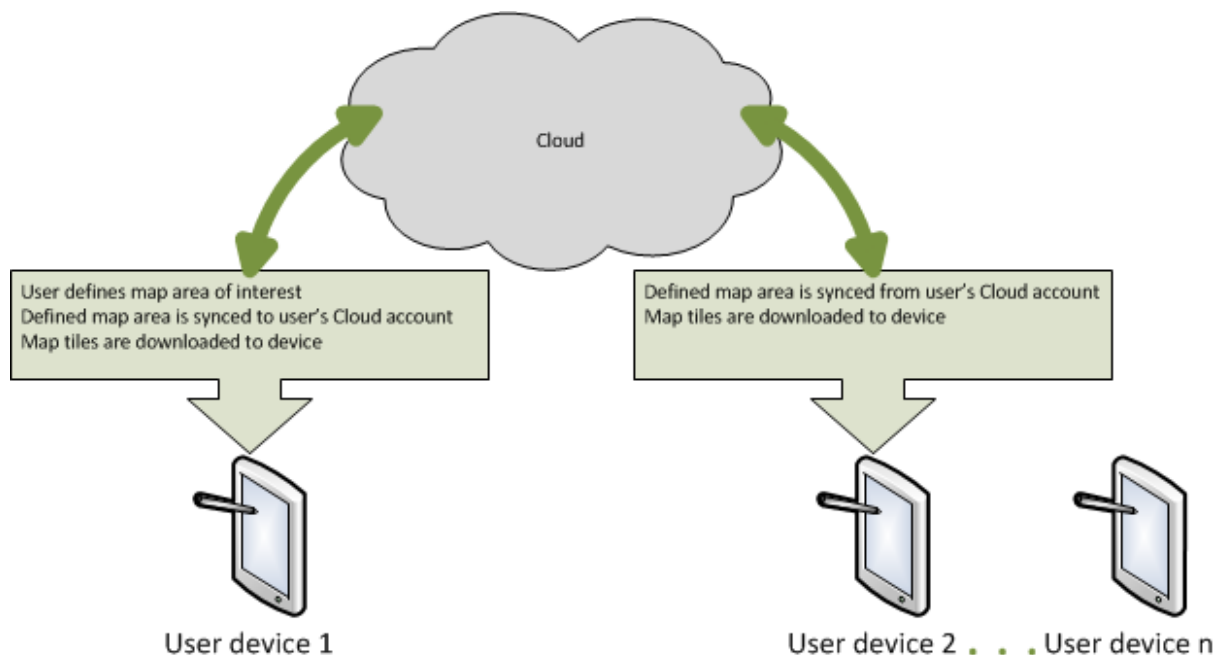 Cloud
User defines map area of interest
Defined map area is synced to user's Cloud account
Map tiles are downloaded to device
Defined map area is synced from user's Cloud account
Map tiles are downloaded to device
User device 1
User device 2 . . . User device n